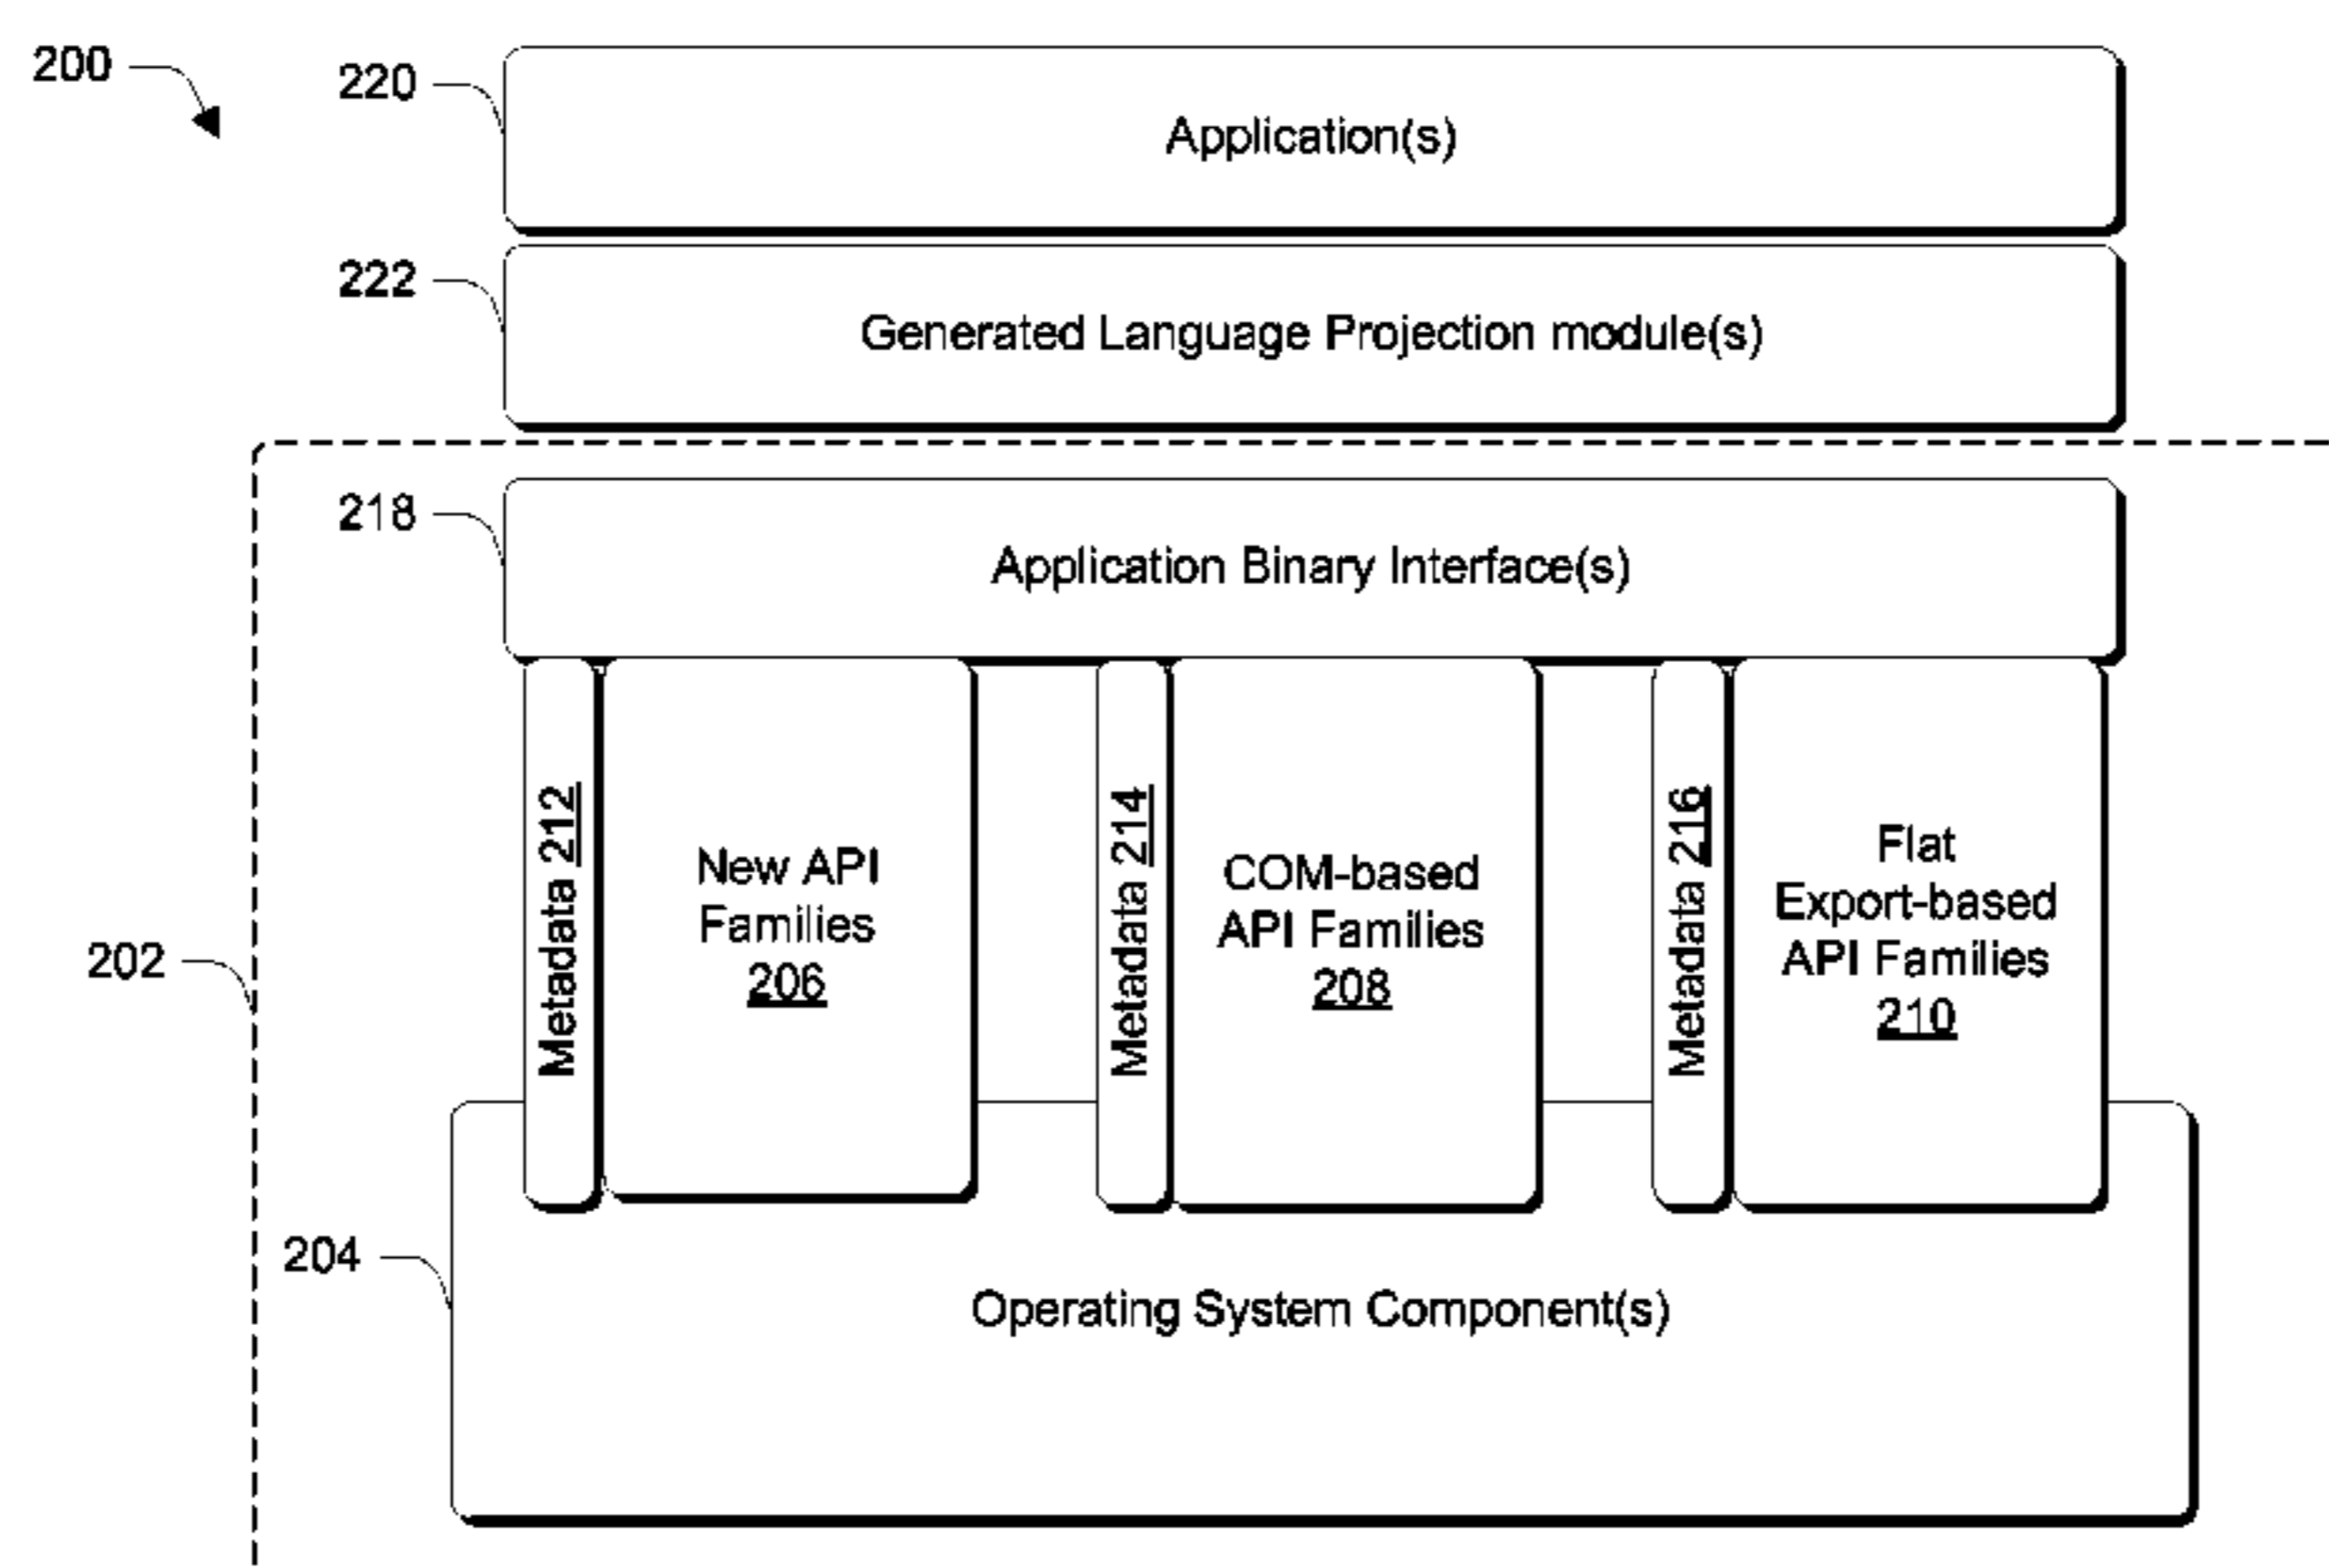 200
220
Application(s)
222
Generated Language Projection module(s)
218
Application Binary Interface(s)
Metadata 212
New API
Families
206
Metadata 214
COM-based
API Families
208
Metadata 216
Flat
Export-based
API Families
210
202
204
Operating System Component(s)